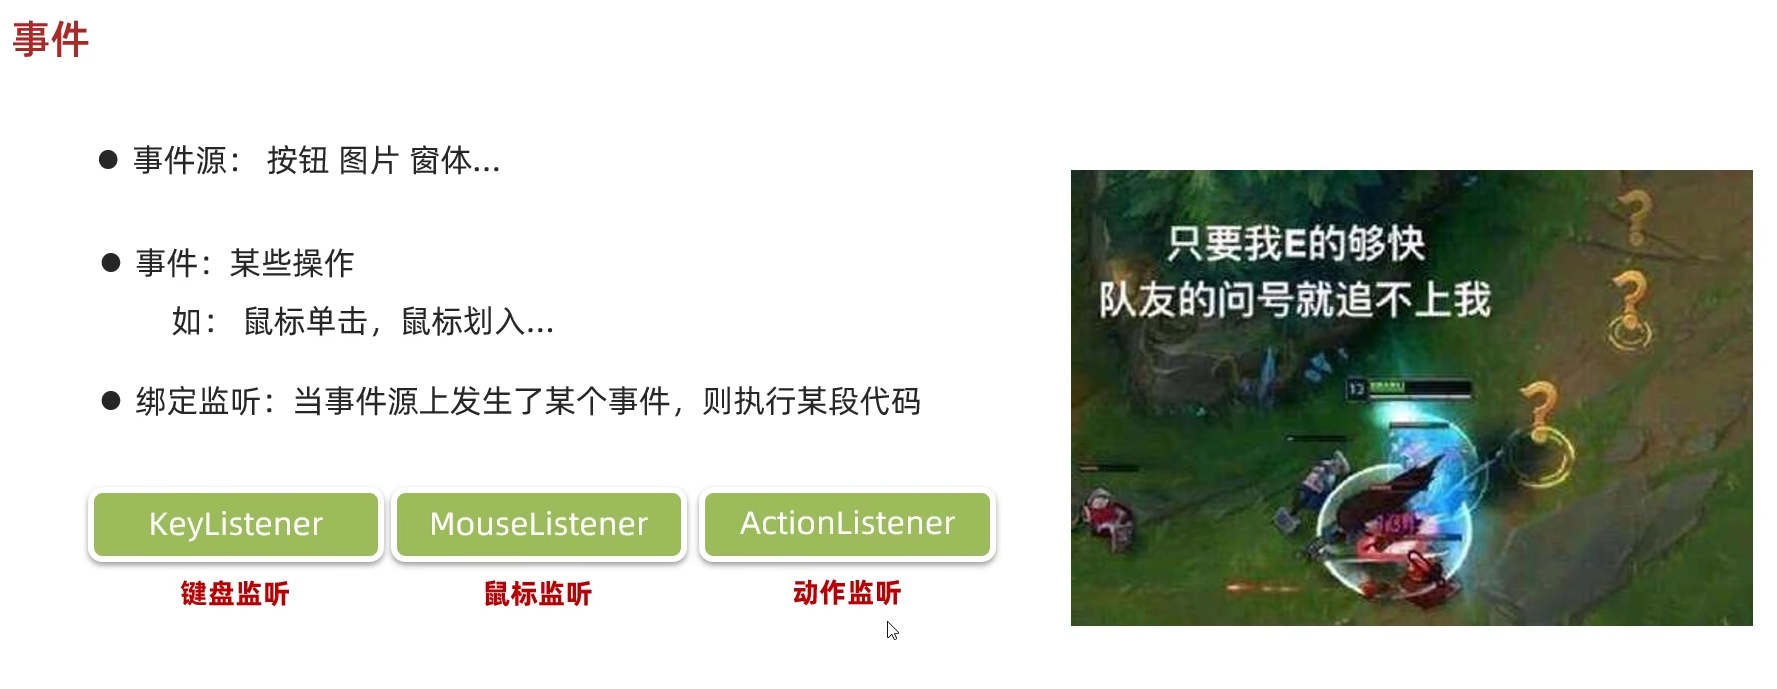 事件
● 事件源： 按钮 图片 窗体...
● 事件：某些操作
如： 鼠标单击，鼠标划入...
● 绑定监听：当事件源上发生了某个事件，则执行某段代码
KeyListener MouseListener ActionListener
键盘监听 鼠标监听 动作监听
只要我E的够快
队友的问号就追不上我
?
?
?